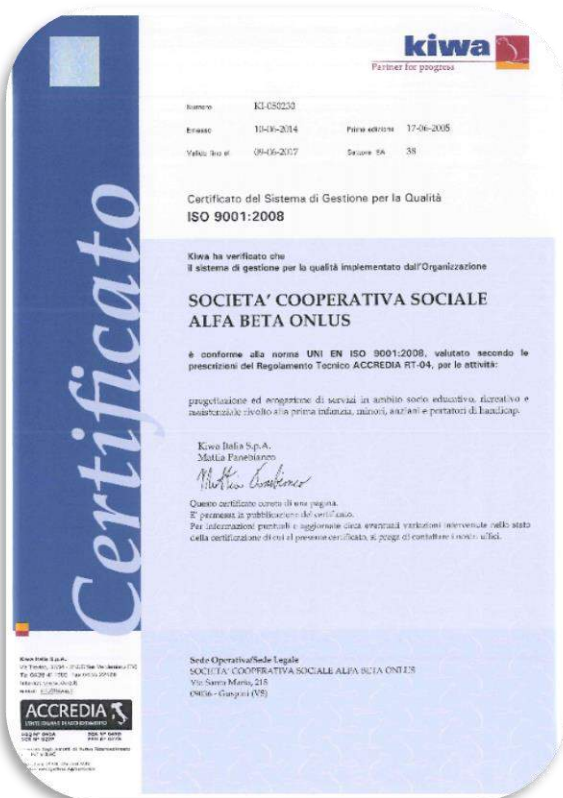 kiwa
Partner for progress
Numero KI-050230
Emesso 10-06-2014 Prima edizione 17-06-2005
Valido fino al 09-06-2017 Settore EA 38
Certificato del Sistema di Gestione per la Qualità
ISO 9001:2008
Kiwa ha verificato che
il sistema di gestione per la qualità implementato dall'Organizzazione
SOCIETA' COOPERATIVA SOCIALE
ALFA BETA ONLUS
è conforme alla norma UNI EN ISO 9001:2008, valutato secondo le
prescrizioni del Regolamento Tecnico ACCREDIA RT-04, per le attività:
progettazione ed erogazione di servizi in ambito socio educativo, ricreativo e
assistenziale rivolto alla prima infanzia, minori, anziani e portatori di handicap.
Kiwa Italia S.p.A.
Mattia Panebianco
Questo certificato consta di una pagina.
E' permessa la pubblicazione del certificato.
Per informazioni puntuali e aggiornate circa eventuali variazioni intervenute nello stato
della certificazione di cui al presente certificato, si prega di contattare i nostri uffici.
Certificato
Sede Operativa/Sede Legale
SOCIETA' COOPERATIVA SOCIALE ALFA BETA ONLUS
Via Santa Maria, 218
09036 - Guspini (VS)
Kiwa Italia S.p.A.
ACCREDIA